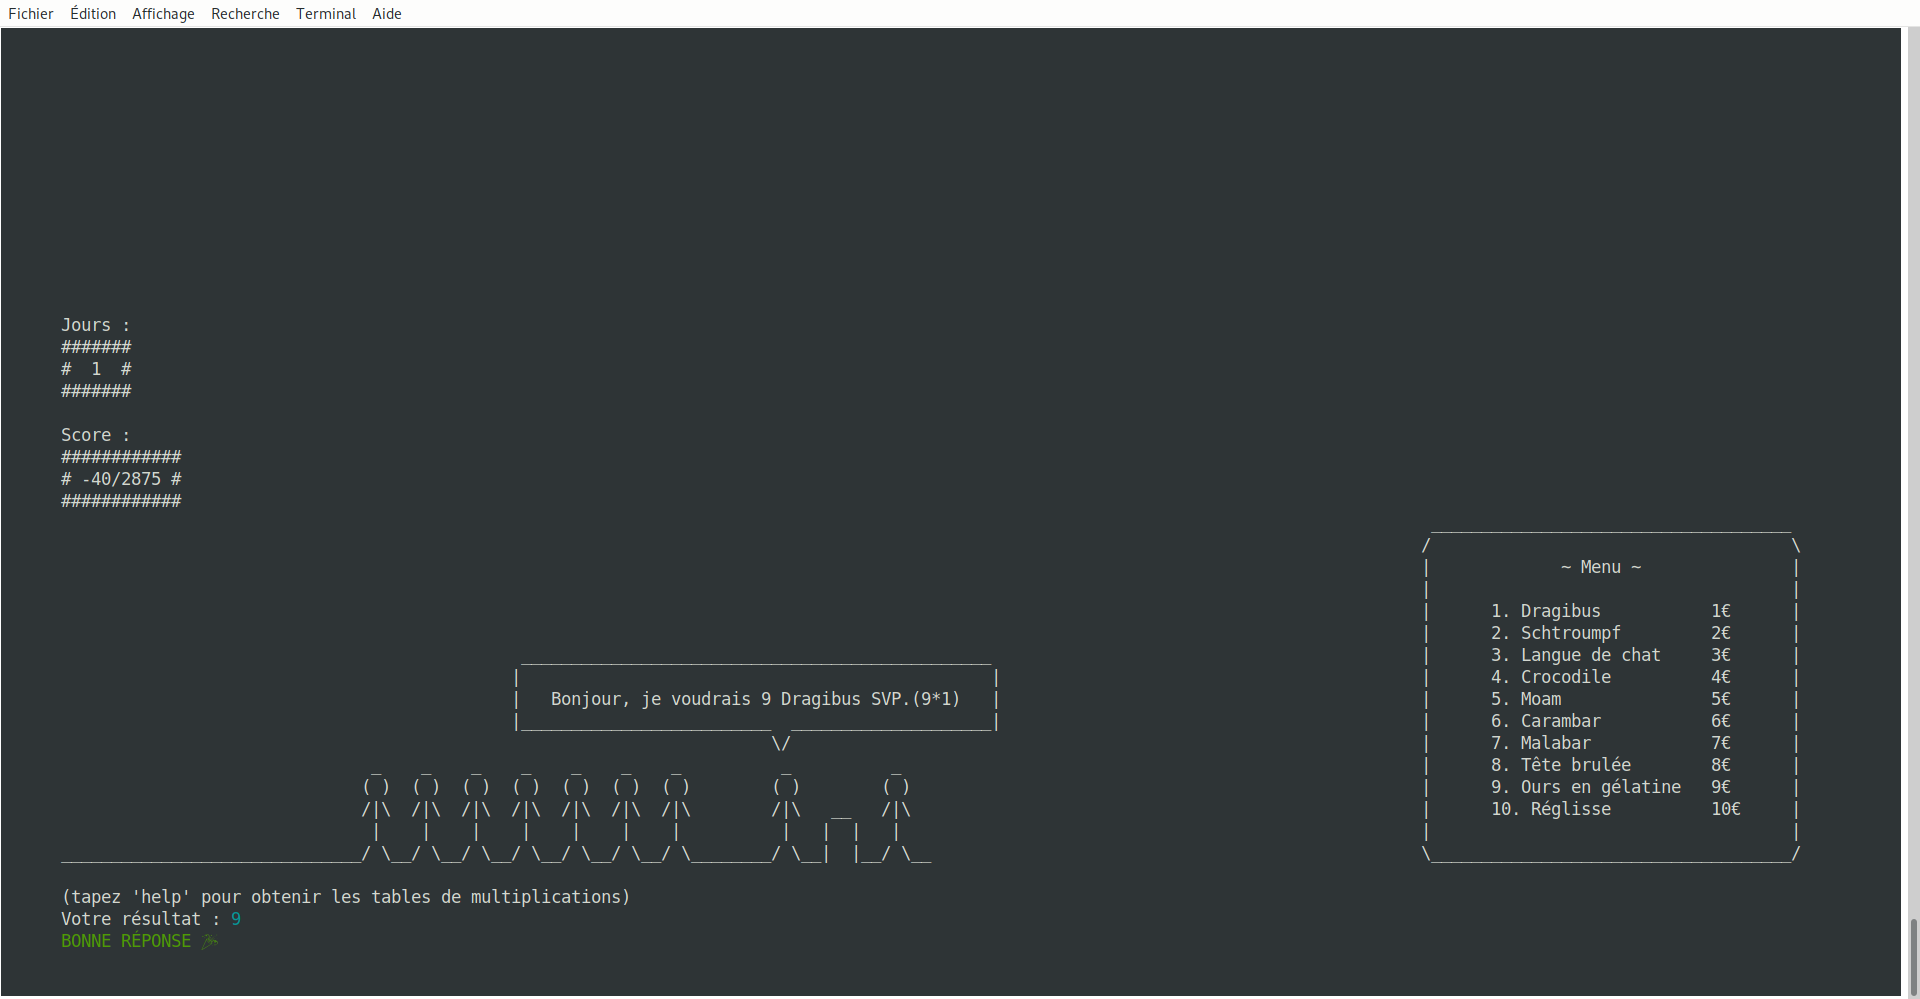 Fichier Édition Affichage Recherche Terminal Aide
Jours :
#######
# 1 #
#######
Score :
############
# -40/2875 #
############
~ Menu ~
1. Dragibus 1€
2. Schtroumpf 2€
3. Langue de chat 3€
4. Crocodile 4€
5. Moam 5€
6. Carambar 6€
7. Malabar 7€
8. Tête brulée 8€
9. Ours en gélatine 9€
10. Réglisse 10€
Bonjour, je voudrais 9 Dragibus SVP.(9*1)
(tapez 'help' pour obtenir les tables de multiplications)
Votre résultat : 9
BONNE RÉPONSE 🎉